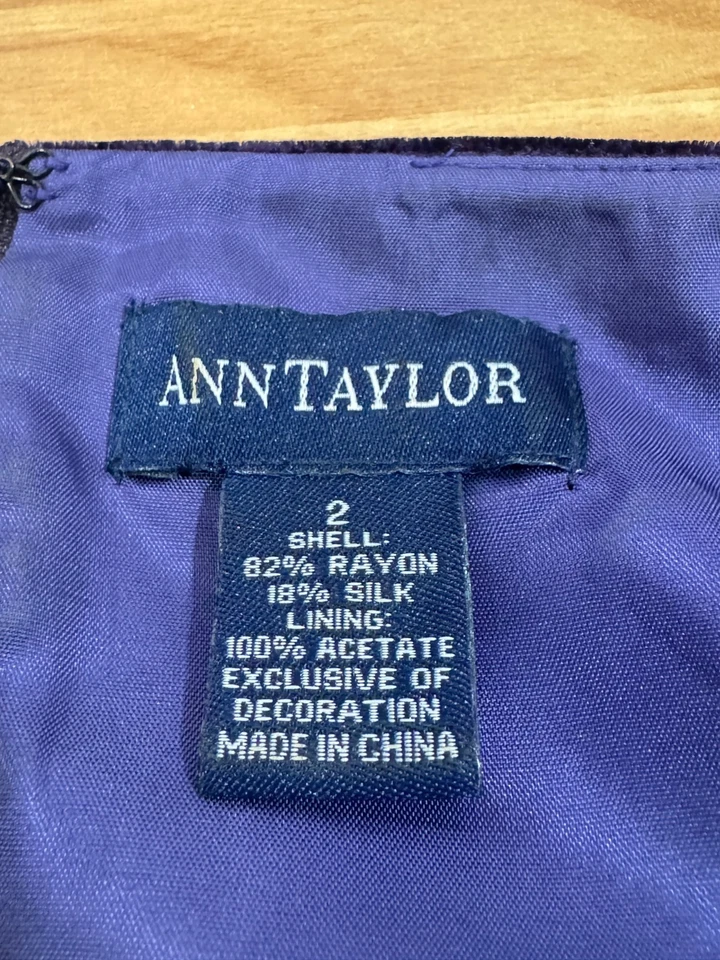 ANN TAYLOR
2
SHELL:
82% RAYON
18% SILK
LINING:
100% ACETATE
EXCLUSIVE OF
DECORATION
MADE IN CHINA